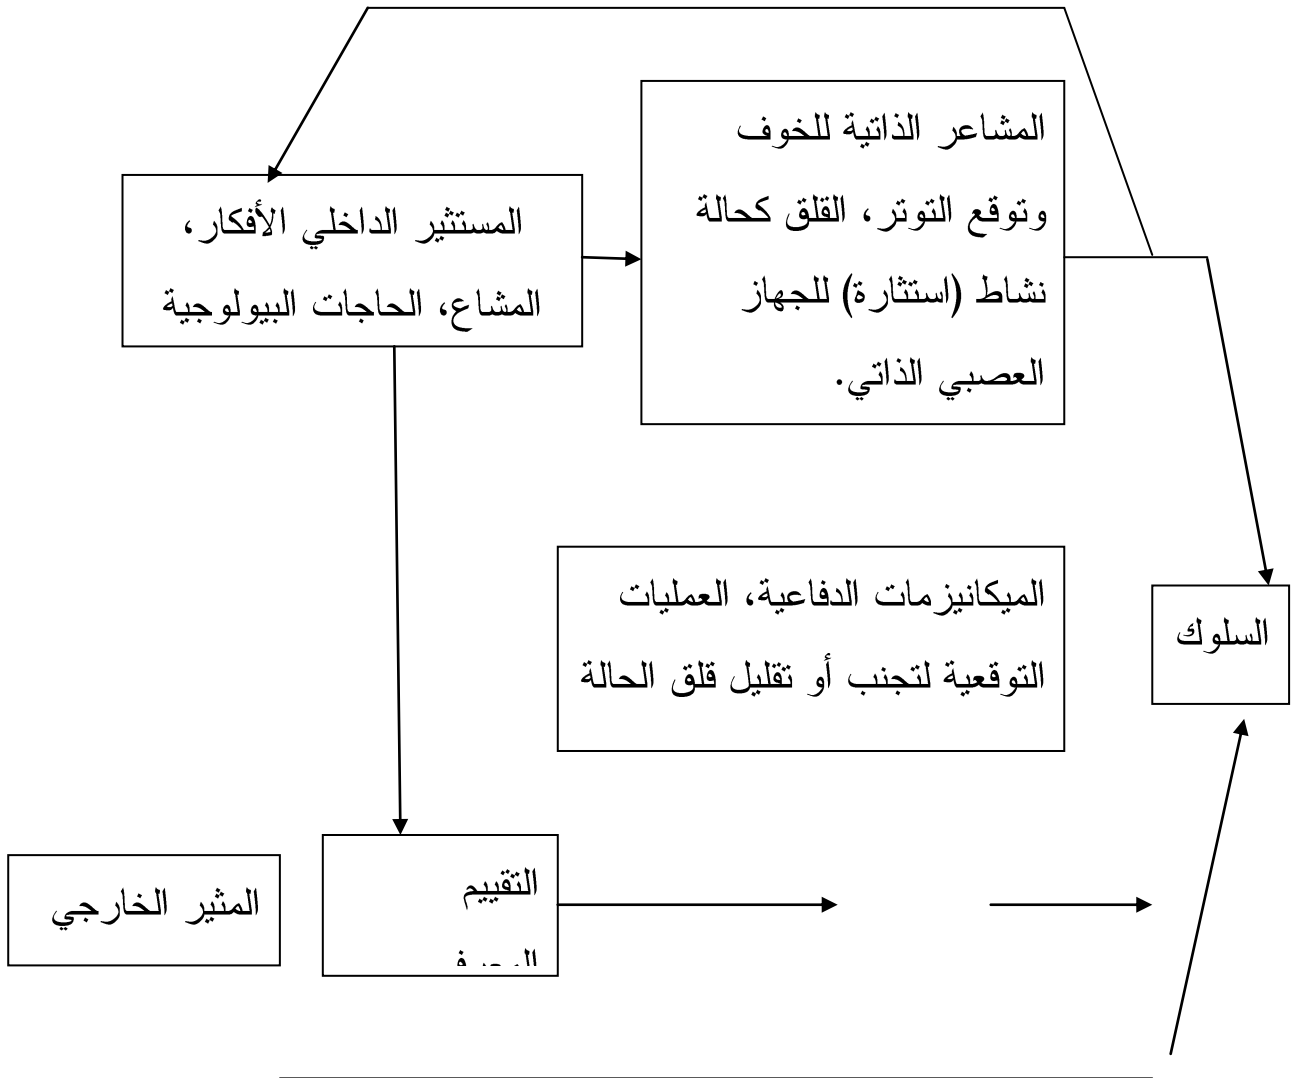 المشاعر الذاتية للخوف
وتوقع التوتر، القلق كحالة
نشاط (استثارة) للجهاز
العصبي الذاتي.
المستثير الداخلي الأفكار،
المشاع، الحاجات البيولوجية
الميكانيزمات الدفاعية، العمليات
التوقعية لتجنب أو تقليل قلق الحالة
السلوك
التقييم
المثير الخارجي